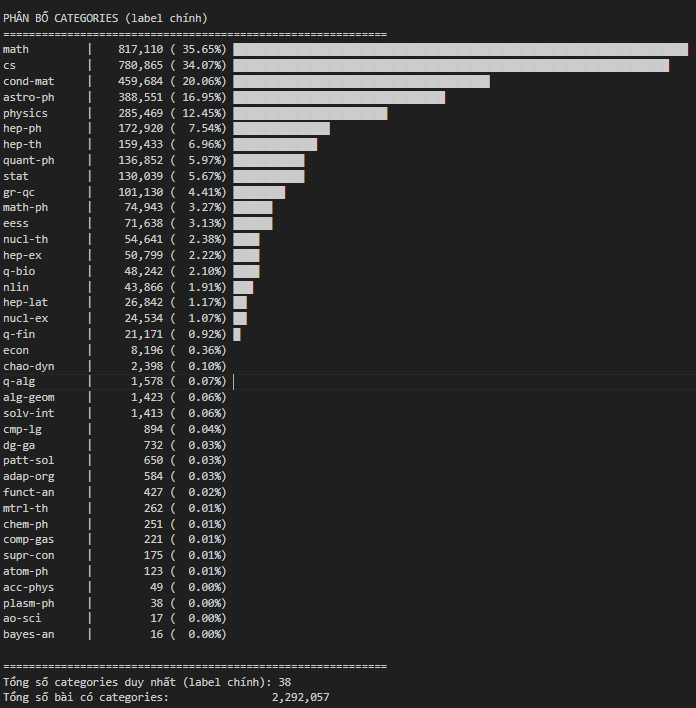 PHÂN BỐ CATEGORIES (label chính)
============================================================
math | 817,110 ( 35.65%)
cs | 780,865 ( 34.07%)
cond-mat | 459,684 ( 20.06%)
astro-ph | 388,551 ( 16.95%)
physics | 285,469 ( 12.45%)
hep-ph | 172,920 ( 7.54%)
hep-th | 159,433 ( 6.96%)
quant-ph | 136,852 ( 5.97%)
stat | 130,039 ( 5.67%)
gr-qc | 101,130 ( 4.41%)
math-ph | 74,943 ( 3.27%)
eess | 71,638 ( 3.13%)
nucl-th | 54,641 ( 2.38%)
hep-ex | 50,799 ( 2.22%)
q-bio | 48,242 ( 2.10%)
nlin | 43,866 ( 1.91%)
hep-lat | 26,842 ( 1.17%)
nucl-ex | 24,534 ( 1.07%)
q-fin | 21,171 ( 0.92%)
econ | 8,196 ( 0.36%)
chao-dyn | 2,398 ( 0.10%)
q-alg | 1,578 ( 0.07%)
alg-geom | 1,423 ( 0.06%)
solv-int | 1,413 ( 0.06%)
cmp-lg | 894 ( 0.04%)
dg-ga | 732 ( 0.03%)
patt-sol | 650 ( 0.03%)
adap-org | 584 ( 0.03%)
funct-an | 427 ( 0.02%)
mtrl-th | 262 ( 0.01%)
chem-ph | 251 ( 0.01%)
comp-gas | 221 ( 0.01%)
supr-con | 175 ( 0.01%)
atom-ph | 123 ( 0.01%)
acc-phys | 49 ( 0.00%)
plasm-ph | 38 ( 0.00%)
ao-sci | 17 ( 0.00%)
bayes-an | 16 ( 0.00%)
============================================================
Tổng số categories duy nhất (label chính): 38
Tổng số bài có categories: 2,292,057